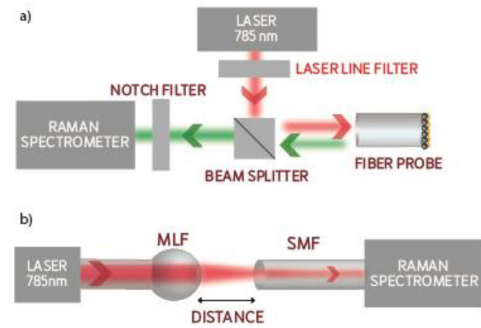 a)
LASER
785 nm
LASER LINE FILTER
NOTCH FILTER
RAMAN
SPECTROMETER
BEAM SPLITTER
FIBER PROBE
b)
MLF
SMF
LASER
785nm
RAMAN
SPECTROMETER
DISTANCE